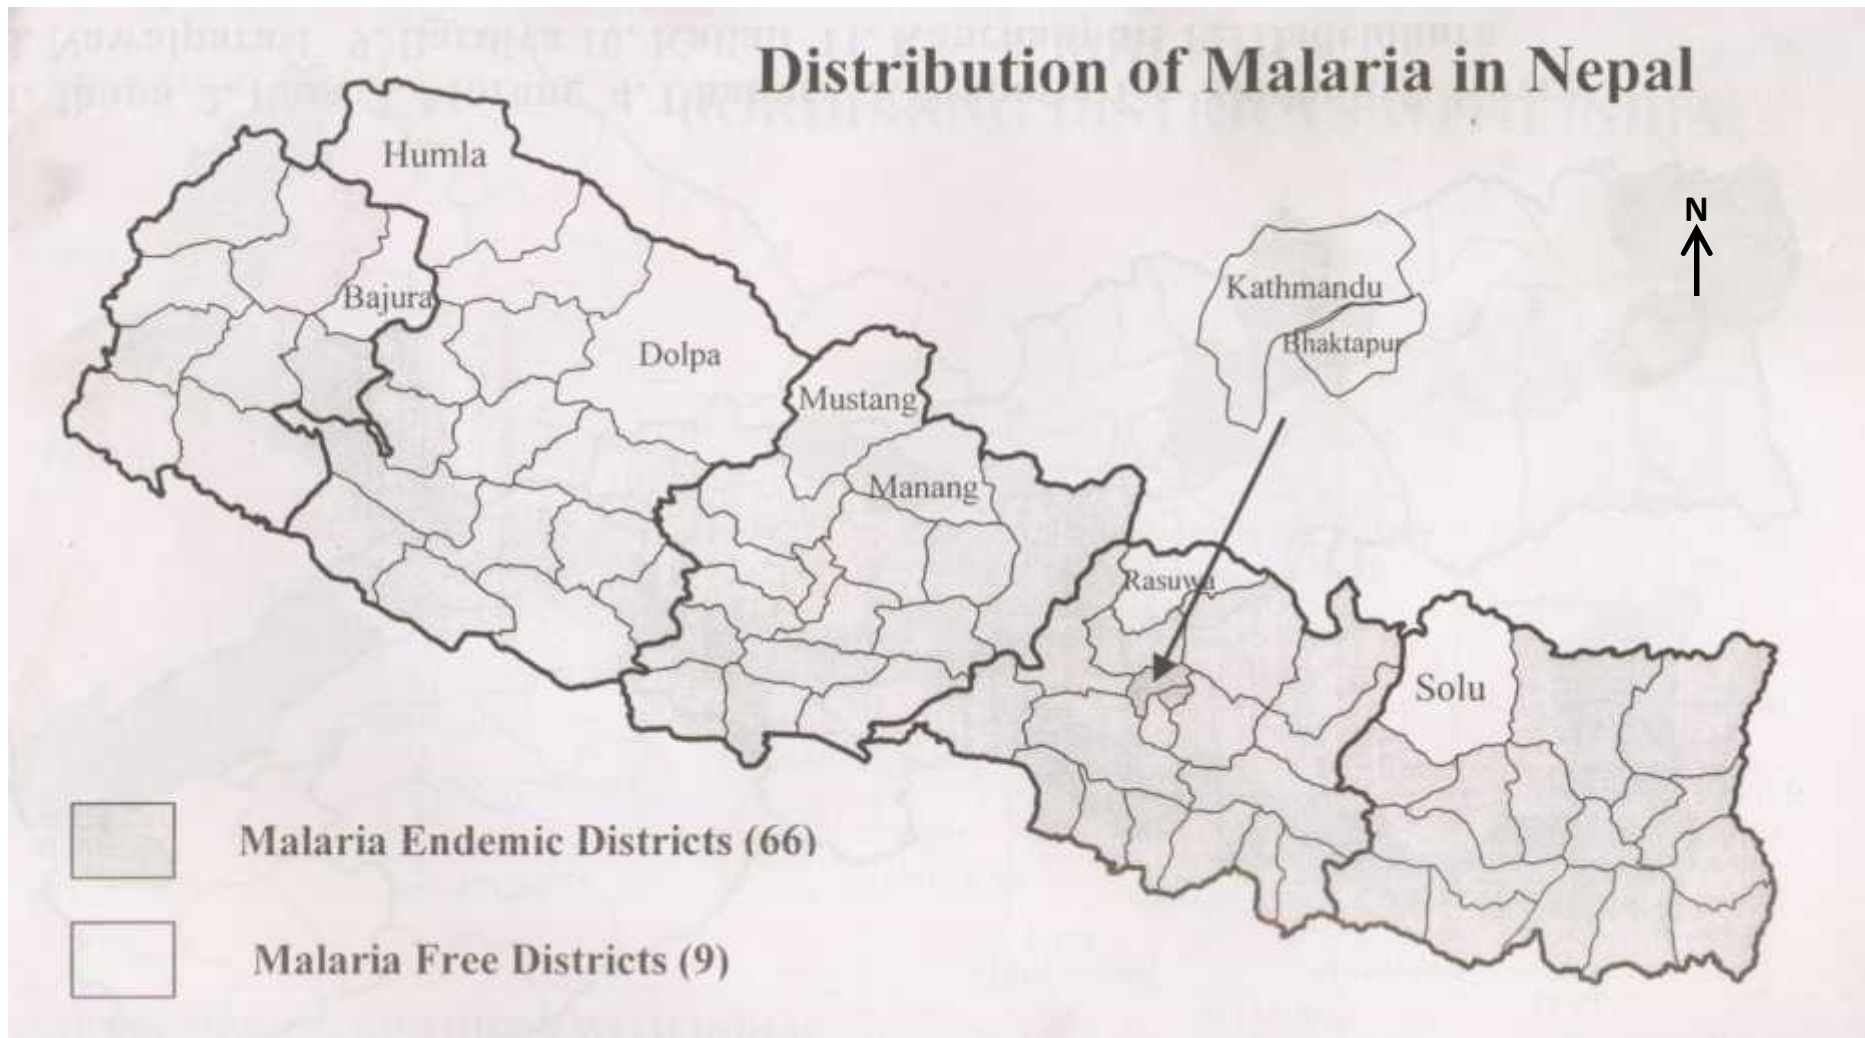 Distribution of Malaria in Nepal
Humla
N
Bajura
Kathmandu
Bhaktapur
Dolpa
Mustang
Manang
Rasuwa
Solu
Malaria Endemic Districts (66)
Malaria Free Districts (9)